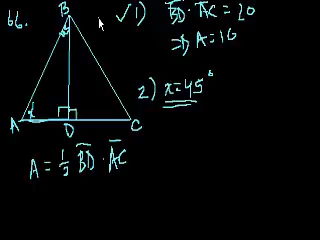 66.
B
✓ 1) BD · AC = 20
⇒ A = 10
2) x = 45°
x
A
D
C
A = 1/2 BD · AC